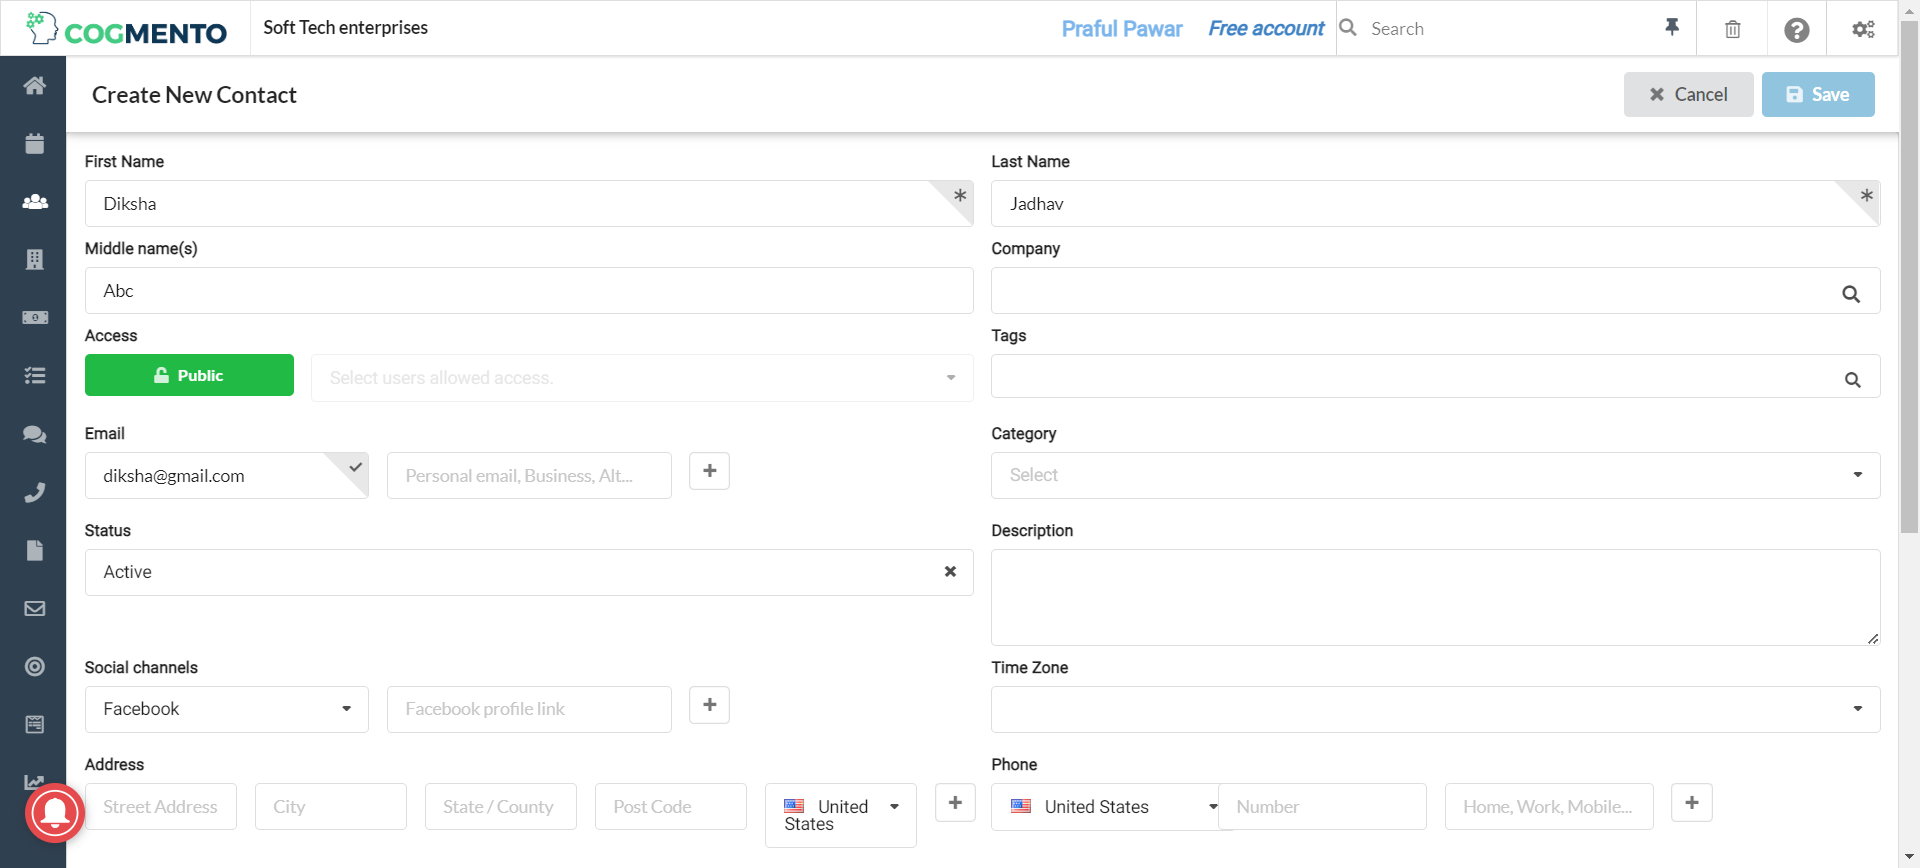 COGMENTO
Soft Tech enterprises
Praful Pawar
Free account
Search
Create New Contact
Cancel
Save
First Name
Last Name
Diksha
Jadhav
Middle name(s)
Company
Abc
Access
Tags
Public
Select users allowed access.
Email
Category
diksha@gmail.com
Personal email, Business, Alt...
Select
Status
Description
Active
Social channels
Time Zone
Facebook
Facebook profile link
Address
Phone
Street Address
City
State / County
Post Code
United States
United States
Number
Home, Work, Mobile...